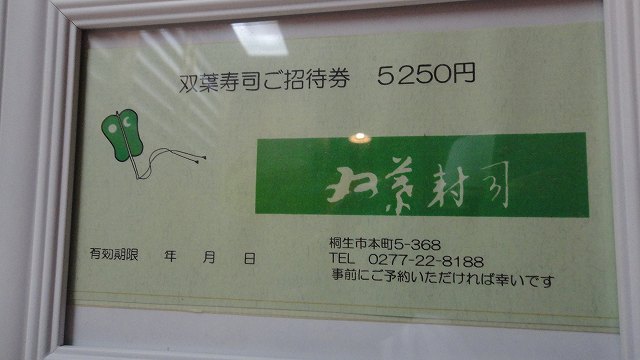 双葉寿司ご招待券 5250円
双葉寿司
有効期限 年 月 日
桐生市本町5-368
TEL 0277-22-8188
事前にご予約いただければ幸いです